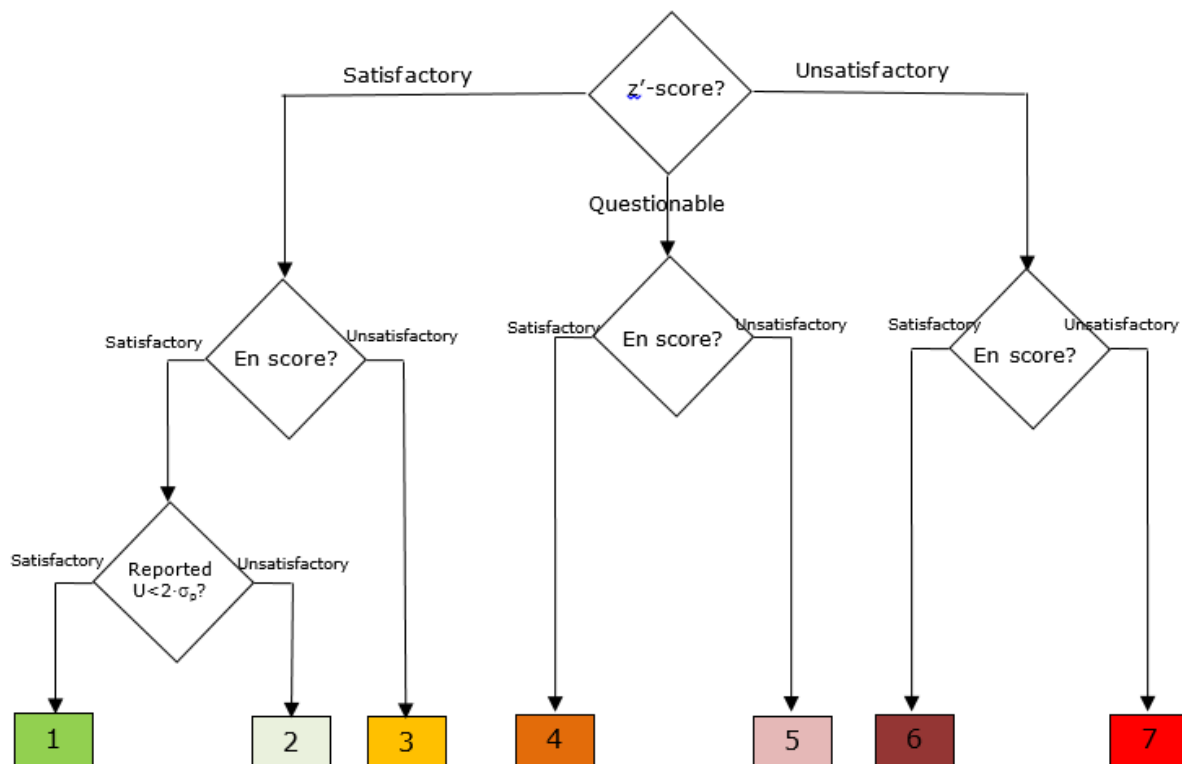 z'-score?
Satisfactory
Unsatisfactory
Questionable
Satisfactory
En score?
Unsatisfactory
Satisfactory
En score?
Unsatisfactory
Satisfactory
En score?
Unsatisfactory
Satisfactory
Reported
U<2·σp?
Unsatisfactory
1
2
3
4
5
6
7